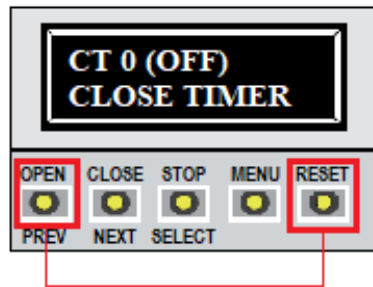 CT 0 (OFF)
CLOSE TIMER
OPEN CLOSE STOP MENU RESET
PREV NEXT SELECT